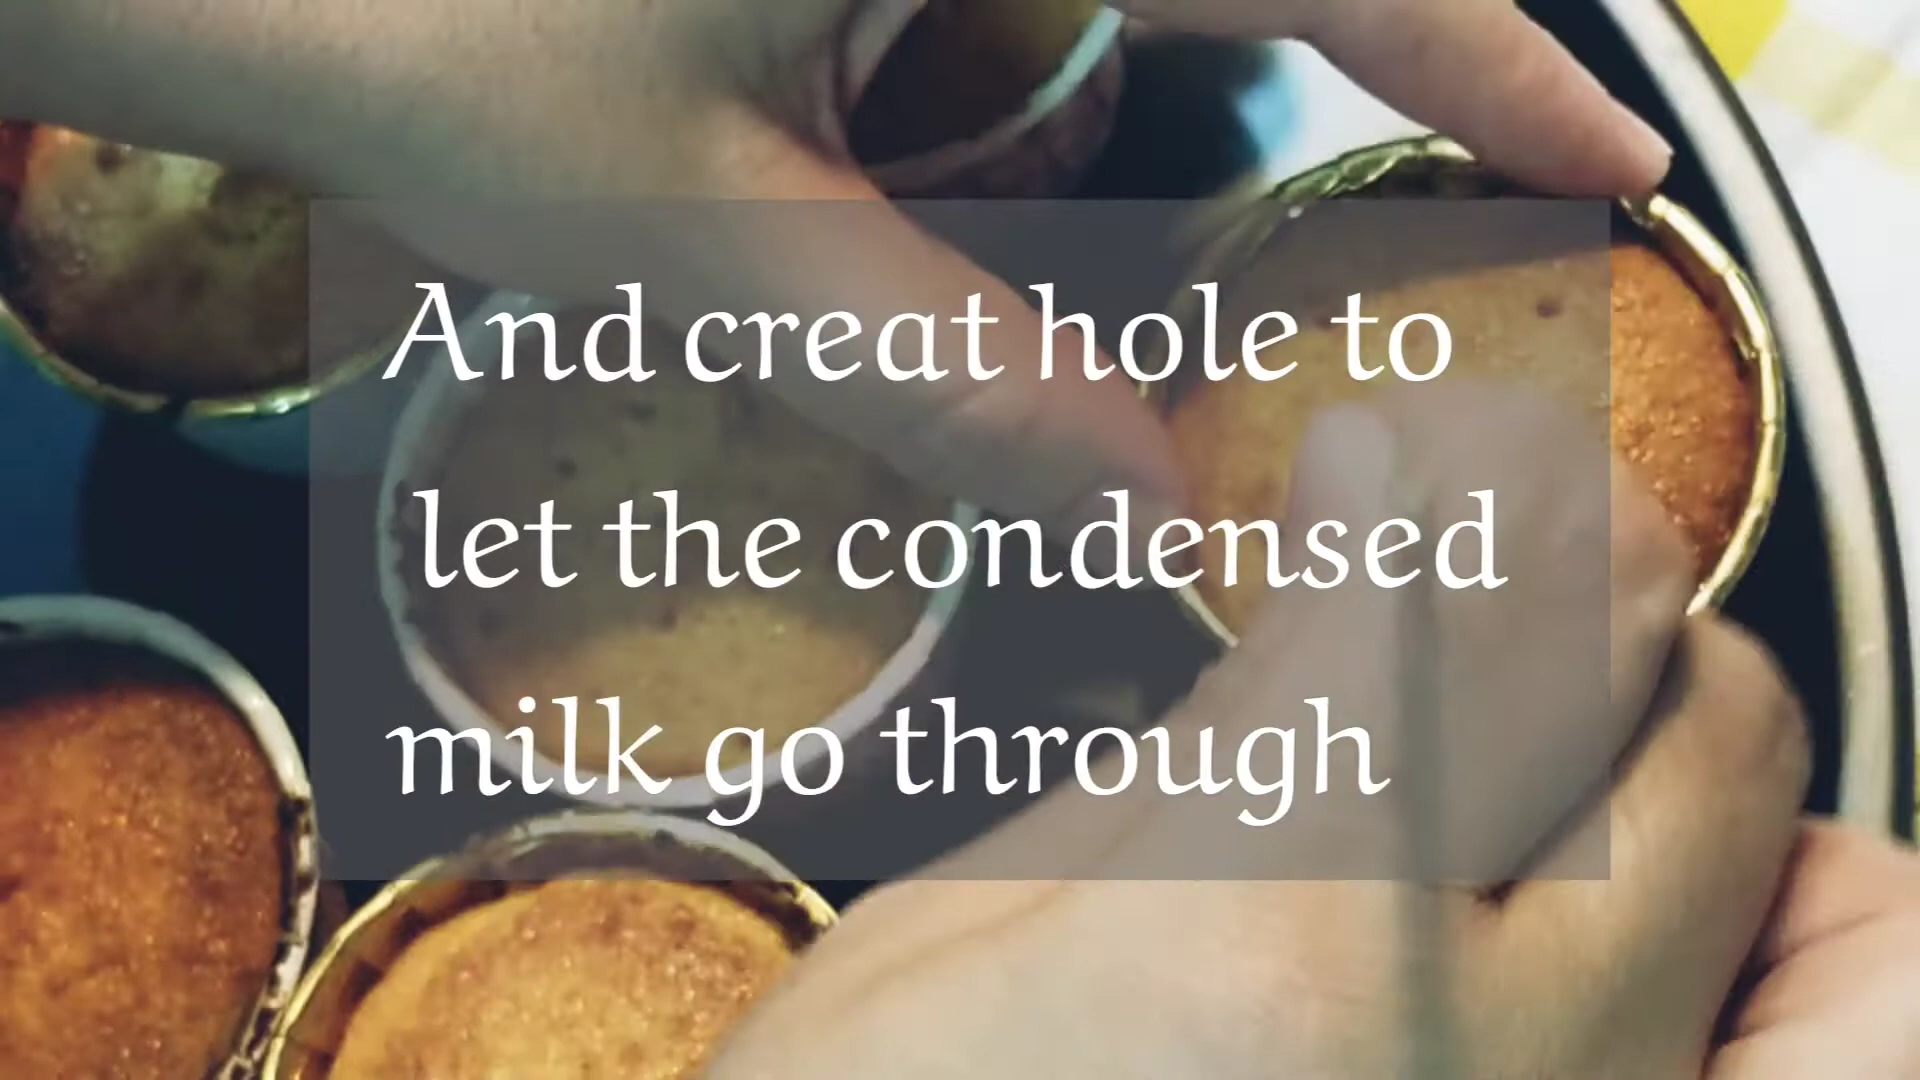 And creat hole to
let the condensed
milk go through